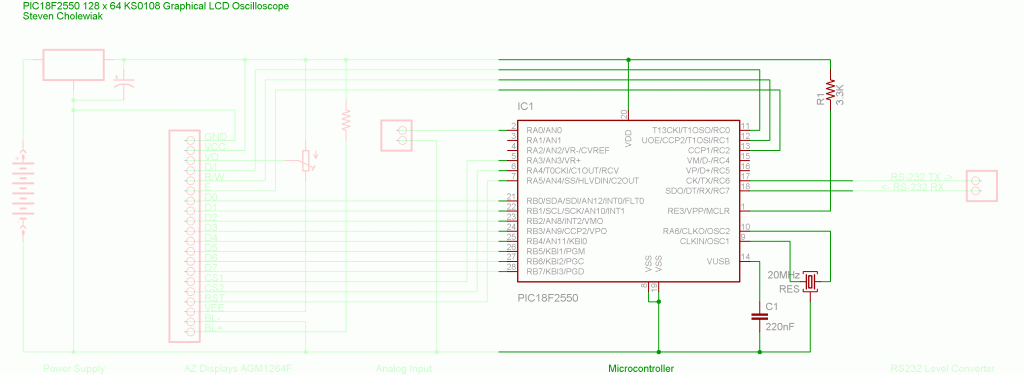 PIC18F2550 128 x 64 KS0108 Graphical LCD Oscilloscope
Steven Cholewiak
R1
3.3K
IC1
20
VDD
2 RA0/AN0 T13CKI/T1OSO/RC0 11
3 RA1/AN1 UOE/CCP2/T1OSI/RC1 12
4 RA2/AN2/VR-/CVREF CCP1/RC2 13
5 RA3/AN3/VR+ VM/D-/RC4 15
6 RA4/T0CKI/C1OUT/RCV VP/D+/RC5 16
7 RA5/AN4/SS/HLVDIN/C2OUT CK/TX/RC6 17
SDO/DT/RX/RC7 18
21 RB0/SDA/SDI/AN12/INT0/FLT0
22 RB1/SCL/SCK/AN10/INT1 RE3/VPP/MCLR 1
23 RB2/AN8/INT2/VMO
24 RB3/AN9/CCP2/VPO RA6/CLKO/OSC2 10
25 RB4/AN11/KBI0 CLKIN/OSC1 9
26 RB5/KBI1/PGM
27 RB6/KBI2/PGC VUSB 14
28 RB7/KBI3/PGD
VSS VSS
8 19
PIC18F2550
20MHz
RES
C1
220nF
GND
VCC
VO
D1
R/W
E
D0
D1
D2
D3
D4
D5
D6
D7
CS1
CS2
RST
VEE
BL-
BL+
RS-232 TX ->
<- RS-232 RX
Power Supply AZ Displays AGM1264F Analog Input Microcontroller RS232 Level Converter